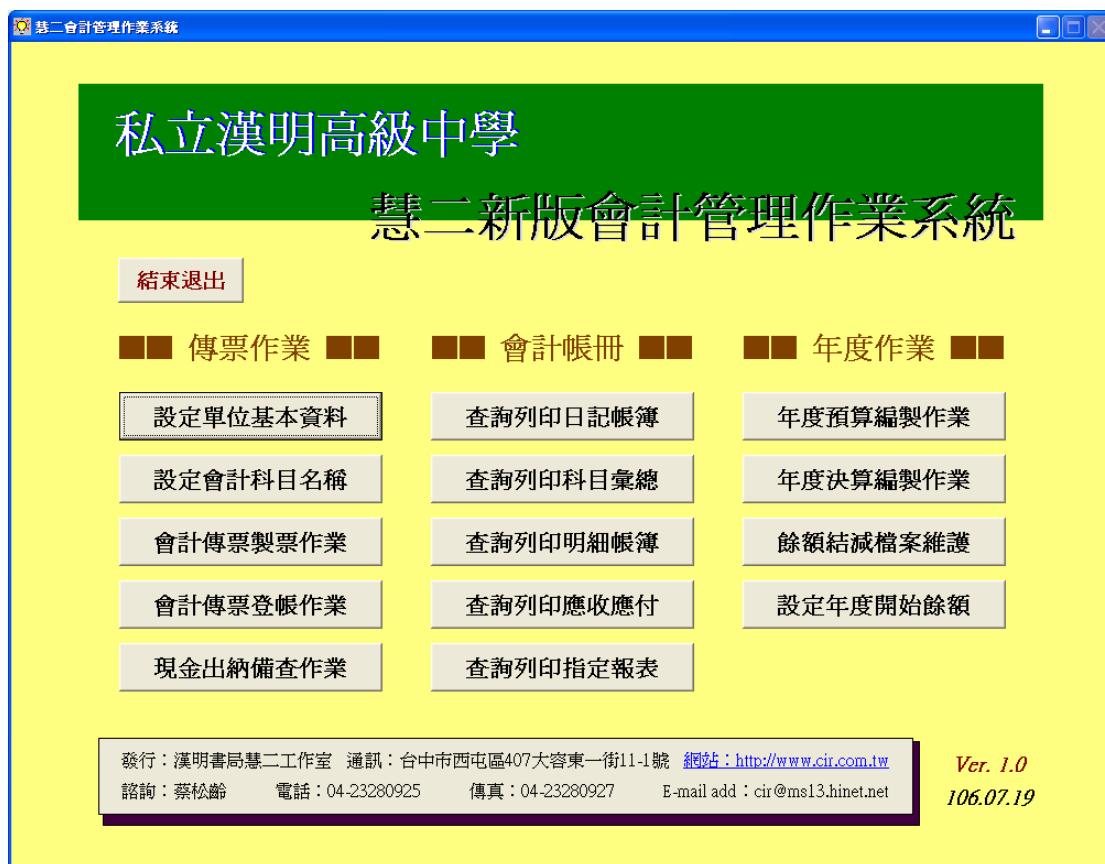 慧二會計管理作業系統
私立漢明高級中學
慧二新版會計管理作業系統
結束退出
■■ 傳票作業 ■■ ■■ 會計帳冊 ■■ ■■ 年度作業 ■■
設定單位基本資料 查詢列印日記帳簿 年度預算編製作業
設定會計科目名稱 查詢列印科目彙總 年度決算編製作業
會計傳票製票作業 查詢列印明細帳簿 餘額結減檔案維護
會計傳票登帳作業 查詢列印應收應付 設定年度開始餘額
現金出納備查作業 查詢列印指定報表
發行：漢明書局慧二工作室 通訊：台中市西屯區407大容東一街11-1號 網站：http://www.cir.com.tw
諮詢：蔡松齡 電話：04-23280925 傳真：04-23280927 E-mail add：cir@ms13.hinet.net
Ver. 1.0
106.07.19